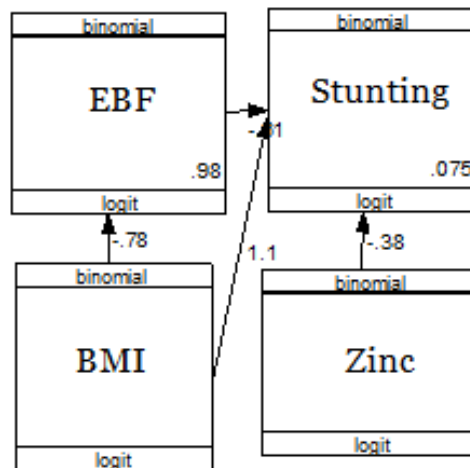 binomial
EBF
.98
logit
binomial
Stunting
.075
logit
-.78
1.1
-.38
binomial
BMI
logit
binomial
Zinc
logit